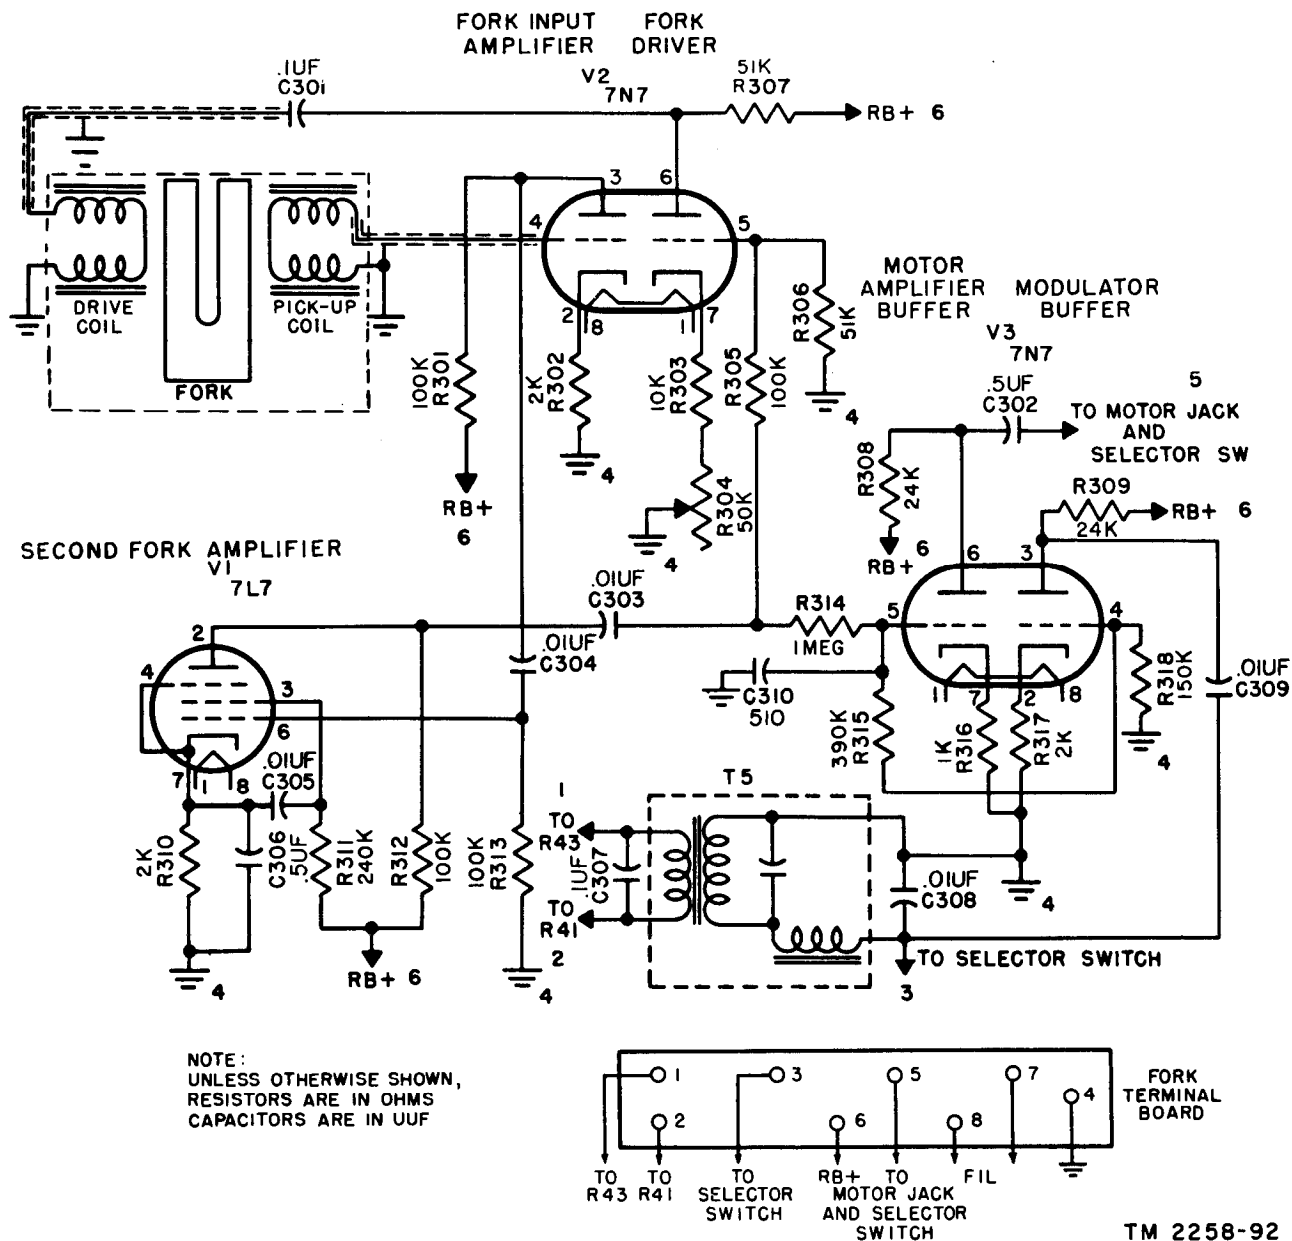 FORK INPUT
AMPLIFIER
FORK
DRIVER
V2
7N7
.1UF
C301
51K
R307
RB+ 6
3
6
4
5
2
8
1
7
DRIVE
COIL
PICK-UP
COIL
FORK
100K
R301
2K
R302
10K
R303
R305
100K
R306
51K
4
4
RB+
6
R304
50K
4
MOTOR
AMPLIFIER
BUFFER
MODULATOR
BUFFER
V3
7N7
.5UF
C302
5
TO MOTOR JACK
AND
SELECTOR SW
R308
24K
R309
24K
RB+ 6
RB+
6
6
3
5
4
1
7
2
8
SECOND FORK AMPLIFIER
V1
7L7
2
4
3
6
7
1
8
.01UF
C303
.01UF
C304
R314
1MEG
C310
510
390K
R315
1K
R316
R317
2K
R318
150K
4
.01UF
C309
.01UF
C305
2K
R310
C306
.5UF
R311
240K
R312
100K
100K
R313
4
RB+ 6
4
1
TO
R43
.1UF
C307
TO
R41
2
T5
.01UF
C308
4
TO SELECTOR SWITCH
3
NOTE:
UNLESS OTHERWISE SHOWN,
RESISTORS ARE IN OHMS
CAPACITORS ARE IN UUF
1
3
5
7
2
6
8
4
FORK
TERMINAL
BOARD
TO
R43
TO
R41
TO
SELECTOR
SWITCH
RB+
TO
MOTOR JACK
AND SELECTOR
SWITCH
FIL
TM 2258-92